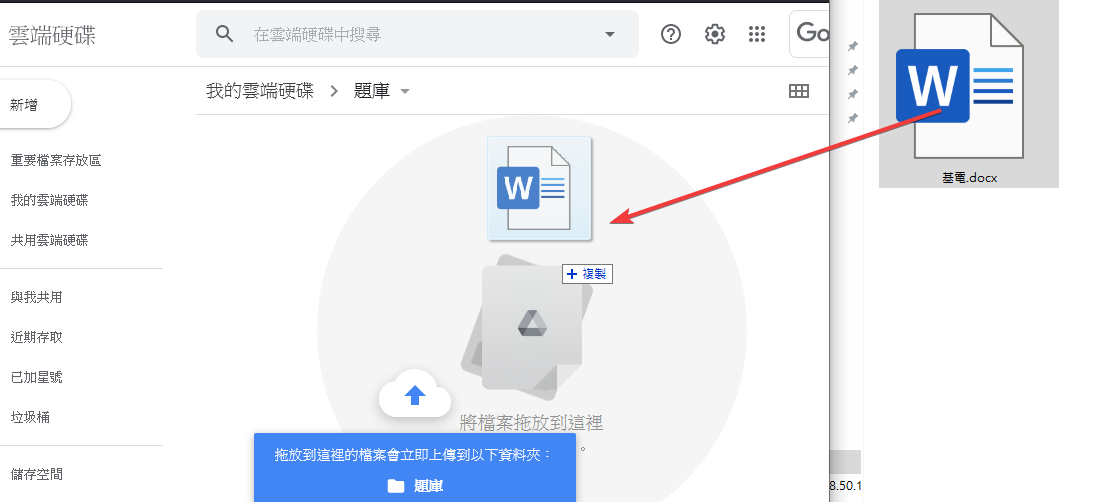 雲端硬碟
在雲端硬碟中搜尋
Go
我的雲端硬碟 > 題庫
新增
重要檔案存放區
我的雲端硬碟
共用雲端硬碟
與我共用
近期存取
已加星號
垃圾桶
儲存空間
W
+ 複製
將檔案拖放到這裡
。
拖放到這裡的檔案會立即上傳到以下資料夾：
題庫
W
基電.docx
8.50.1